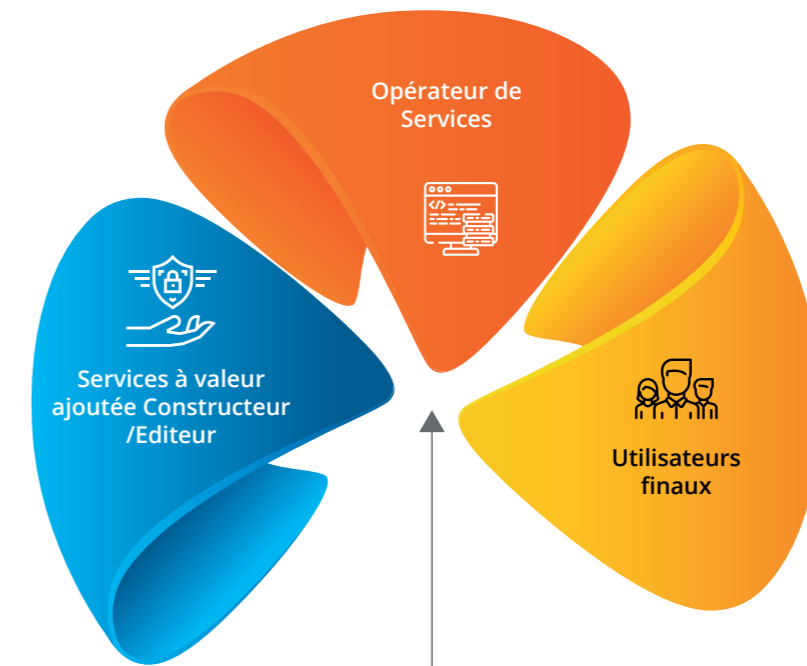 Opérateur de
Services
Services à valeur
ajoutée Constructeur
/Editeur
Utilisateurs
finaux